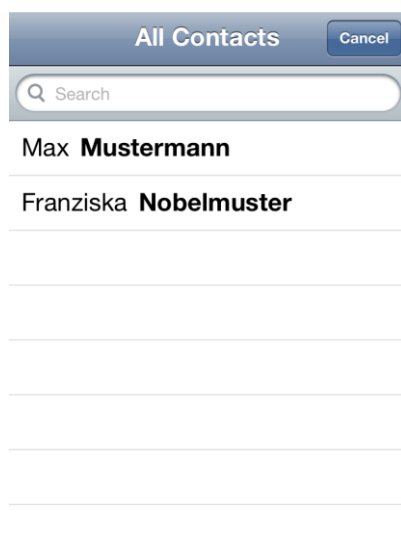 All Contacts Cancel
Search
Max Mustermann
Franziska Nobelmuster